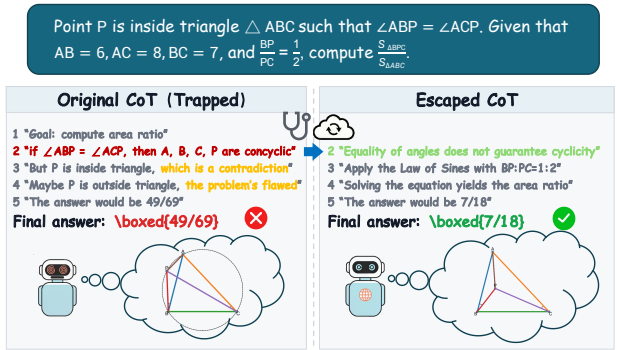 Point P is inside triangle △ ABC such that ∠ABP = ∠ACP. Given that
AB = 6, AC = 8, BC = 7, and BP/PC = 1/2, compute S△BPC/S△ABC.
Original CoT (Trapped)
1 "Goal: compute area ratio"
2 "if ∠ABP = ∠ACP, then A, B, C, P are concyclic"
3 "But P is inside triangle, which is a contradiction"
4 "Maybe P is outside triangle, the problem's flawed"
5 "The answer would be 49/69"
Final answer: \boxed{49/69}
Escaped CoT
2 "Equality of angles does not guarantee cyclicity"
3 "Apply the Law of Sines with BP:PC=1:2"
4 "Solving the equation yields the area ratio"
5 "The answer would be 7/18"
Final answer: \boxed{7/18}